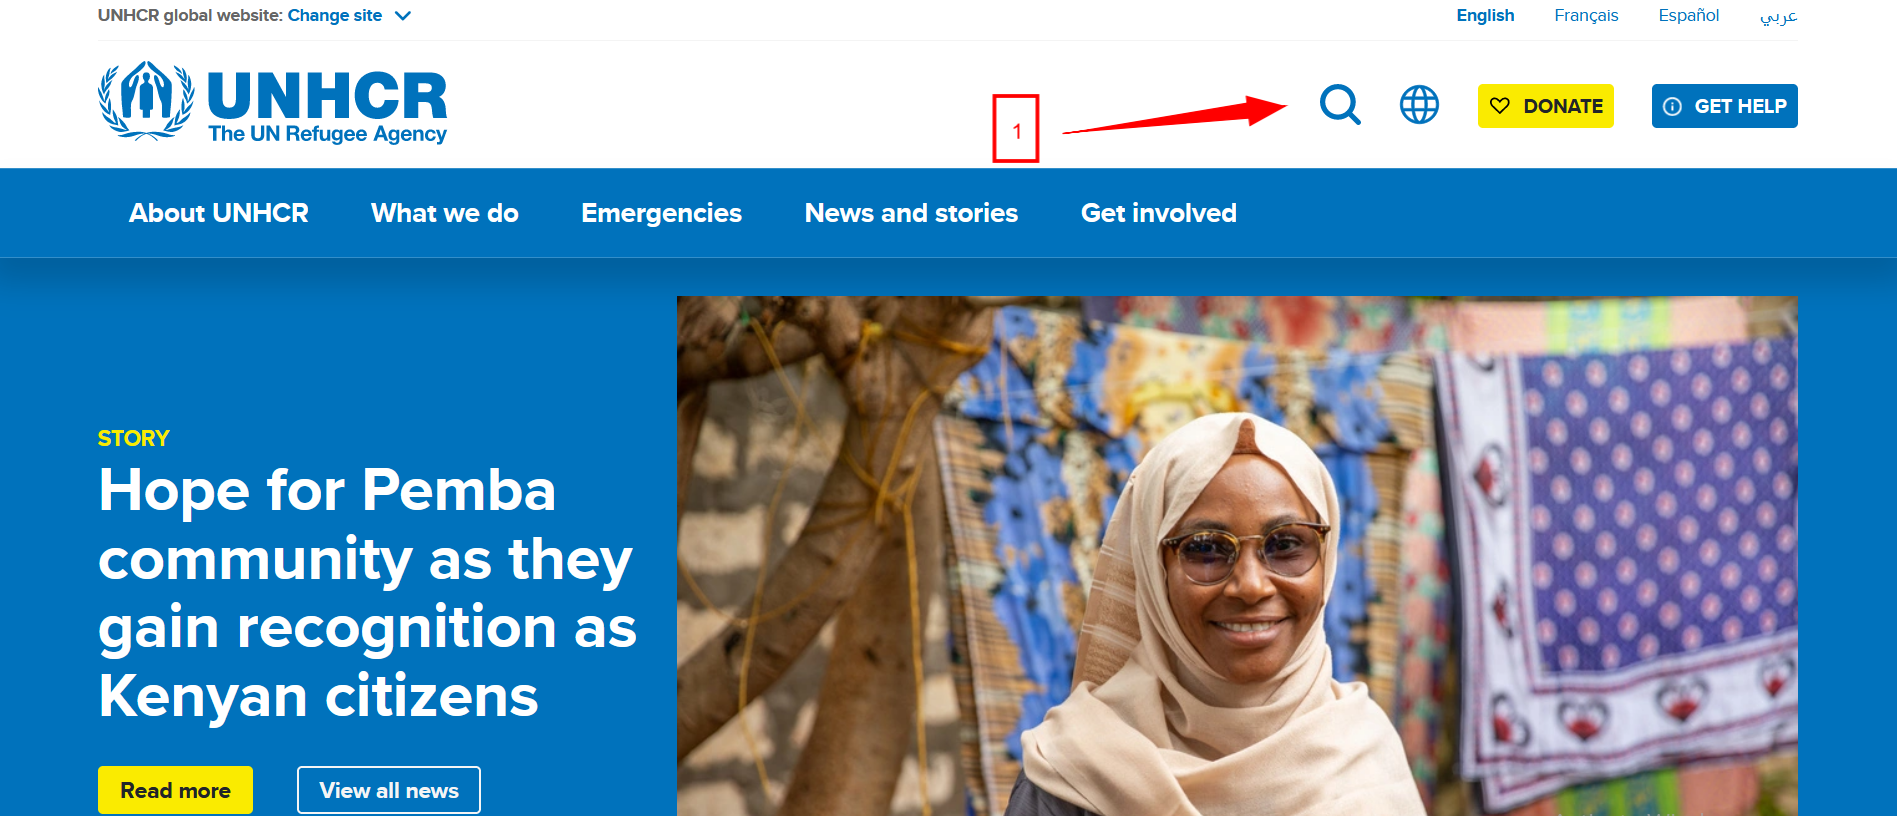 UNHCR global website: Change site
English
Français
Español
عربي
UNHCR
The UN Refugee Agency
1
DONATE
GET HELP
About UNHCR
What we do
Emergencies
News and stories
Get involved
STORY
Hope for Pemba
community as they
gain recognition as
Kenyan citizens
Read more
View all news